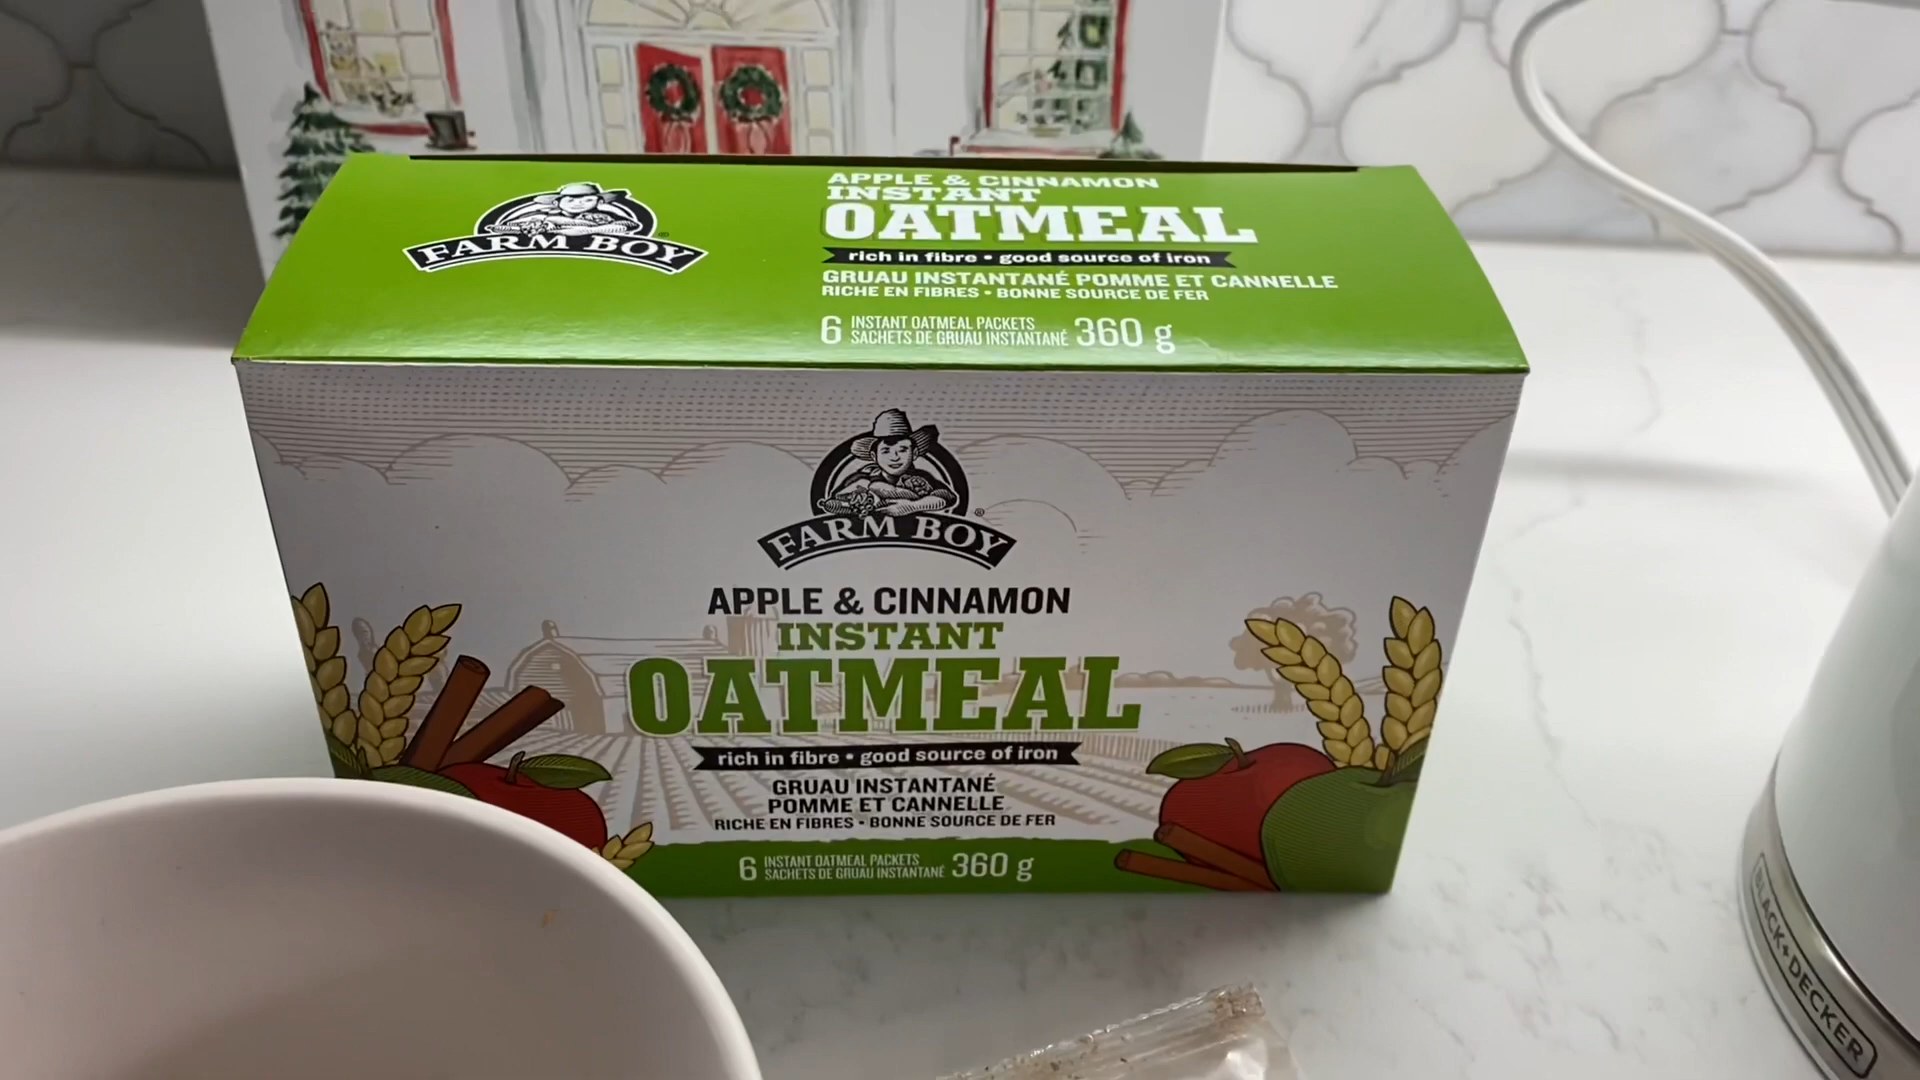 FARM BOY
APPLE & CINNAMON
INSTANT
OATMEAL
rich in fibre • good source of iron
GRUAU INSTANTANÉ POMME ET CANNELLE
RICHE EN FIBRES • BONNE SOURCE DE FER
6 INSTANT OATMEAL PACKETS
SACHETS DE GRUAU INSTANTANÉ 360 g
FARM BOY
APPLE & CINNAMON
INSTANT
OATMEAL
rich in fibre • good source of iron
GRUAU INSTANTANÉ
POMME ET CANNELLE
RICHE EN FIBRES • BONNE SOURCE DE FER
6 INSTANT OATMEAL PACKETS
SACHETS DE GRUAU INSTANTANÉ 360 g
BLACK+DECKER